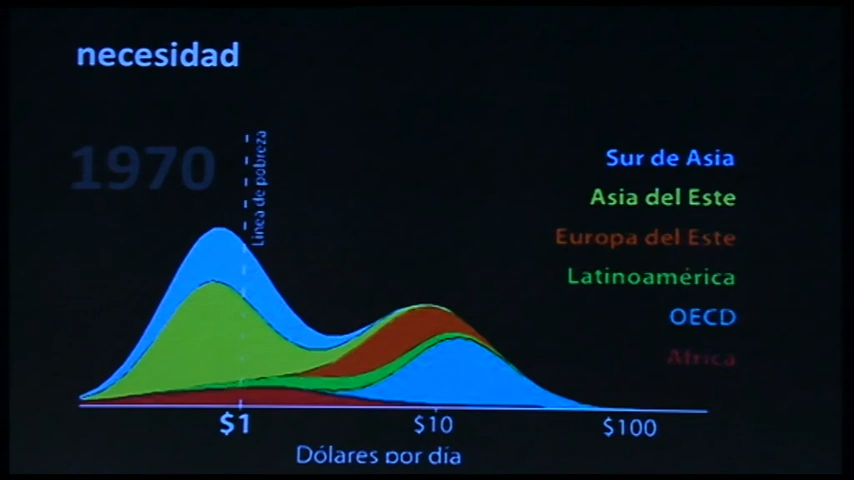 necesidad
1970
Línea de pobreza
Sur de Asia
Asia del Este
Europa del Este
Latinoamérica
OECD
Africa
$1
$10
$100
Dólares por día